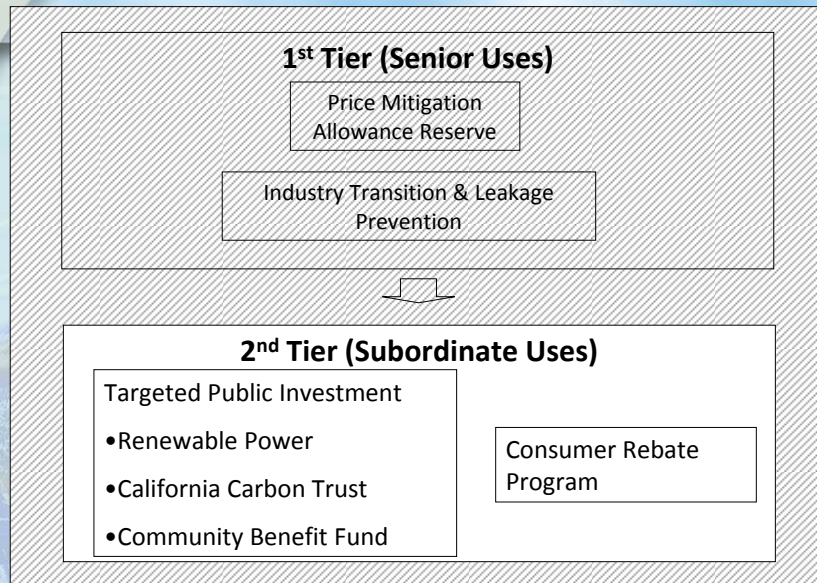 1st Tier (Senior Uses)
Price Mitigation
Allowance Reserve
Industry Transition & Leakage
Prevention
2nd Tier (Subordinate Uses)
Targeted Public Investment
•Renewable Power
•California Carbon Trust
•Community Benefit Fund
Consumer Rebate
Program